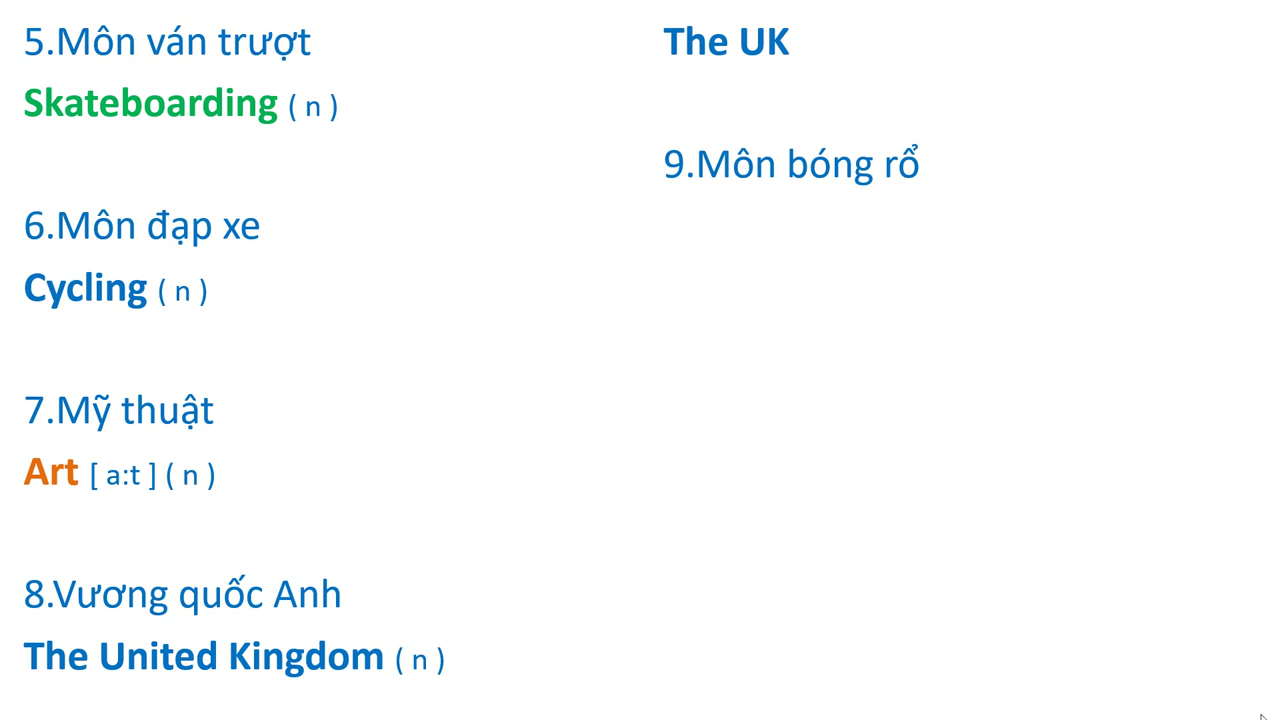 5.Môn ván trượt
Skateboarding ( n )
6.Môn đạp xe
Cycling ( n )
7.Mỹ thuật
Art [ a:t ] ( n )
8.Vương quốc Anh
The United Kingdom ( n )
The UK
9.Môn bóng rổ